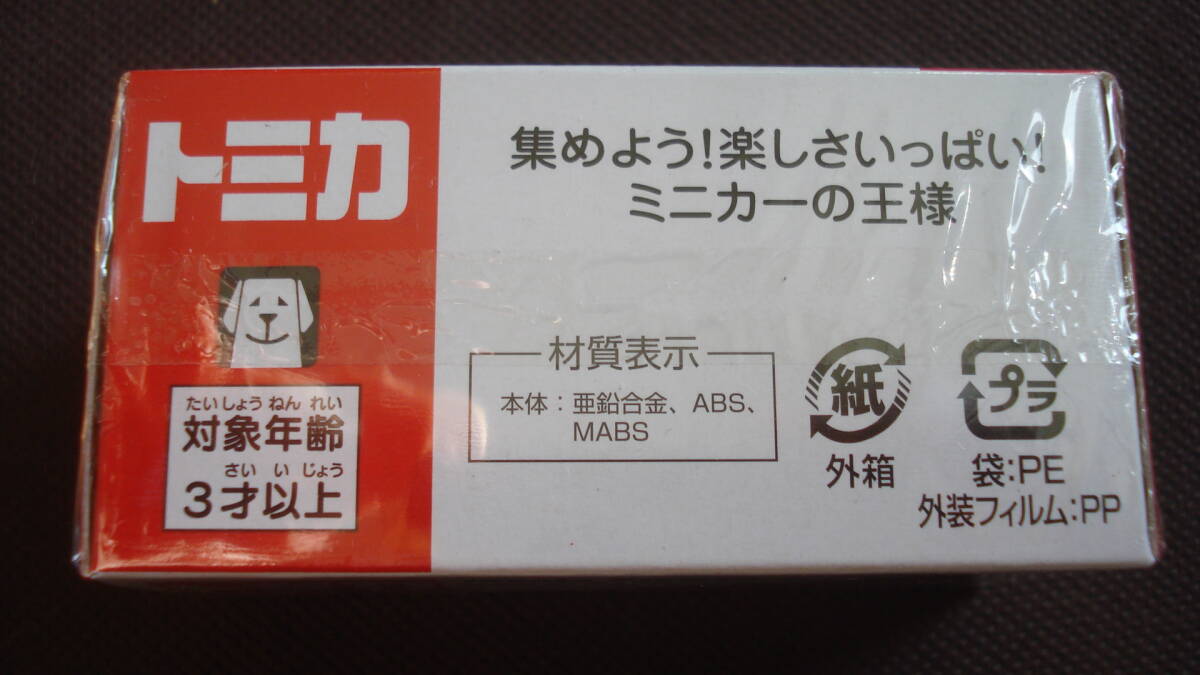 トミカ
集めよう!楽しさいっぱい!
ミニカーの王様
たいしょう ねん れい
対象年齢
さい い じょう
3才以上
材質表示
本体:亜鉛合金、ABS、
MABS
紙
外箱
プラ
袋:PE
外装フィルム:PP